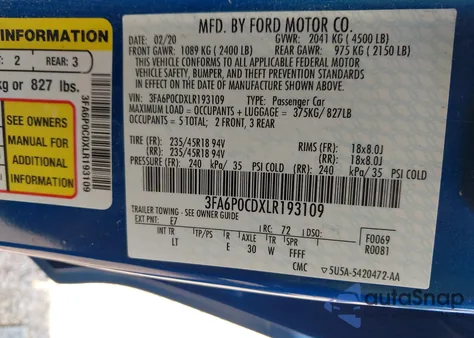 INFORMATION
2 REAR: 3
kg or 827 lbs.
SEE OWNERS
MANUAL FOR
ADDITIONAL
INFORMATION
3FA6P0CDXLR193109
MFD. BY FORD MOTOR CO.
DATE: 02/20 GVWR: 2041 KG ( 4500 LB)
FRONT GAWR: 1089 KG ( 2400 LB) REAR GAWR: 975 KG ( 2150 LB)
THIS VEHICLE CONFORMS TO ALL APPLICABLE FEDERAL MOTOR
VEHICLE SAFETY, BUMPER, AND THEFT PREVENTION STANDARDS
IN EFFECT ON THE DATE OF MANUFACTURE SHOWN ABOVE.
VIN: 3FA6P0CDXLR193109 TYPE: Passenger Car
MAXIMUM LOAD = OCCUPANTS + LUGGAGE = 375KG/ 827LB
OCCUPANTS = 5 TOTAL; 2 FRONT, 3 REAR
TIRE (FR): 235/45R18 94V RIMS (FR): 18x8.0J
TIRE (RR): 235/45R18 94V RIMS (RR): 18x8.0J
PRESSURE (FR): 240 kPa/ 35 PSI COLD (RR): 240 kPa/ 35 PSI COLD
3FA6P0CDXLR193109
TRAILER TOWING - SEE OWNER GUIDE
EXT PNT: E7 RC: 72 DSO: F0069
INT TR TP/PS R AXLE TR SPR R0081
LT E 30 W FFFF
CMC 5USA-5420472-AA
autoSnap